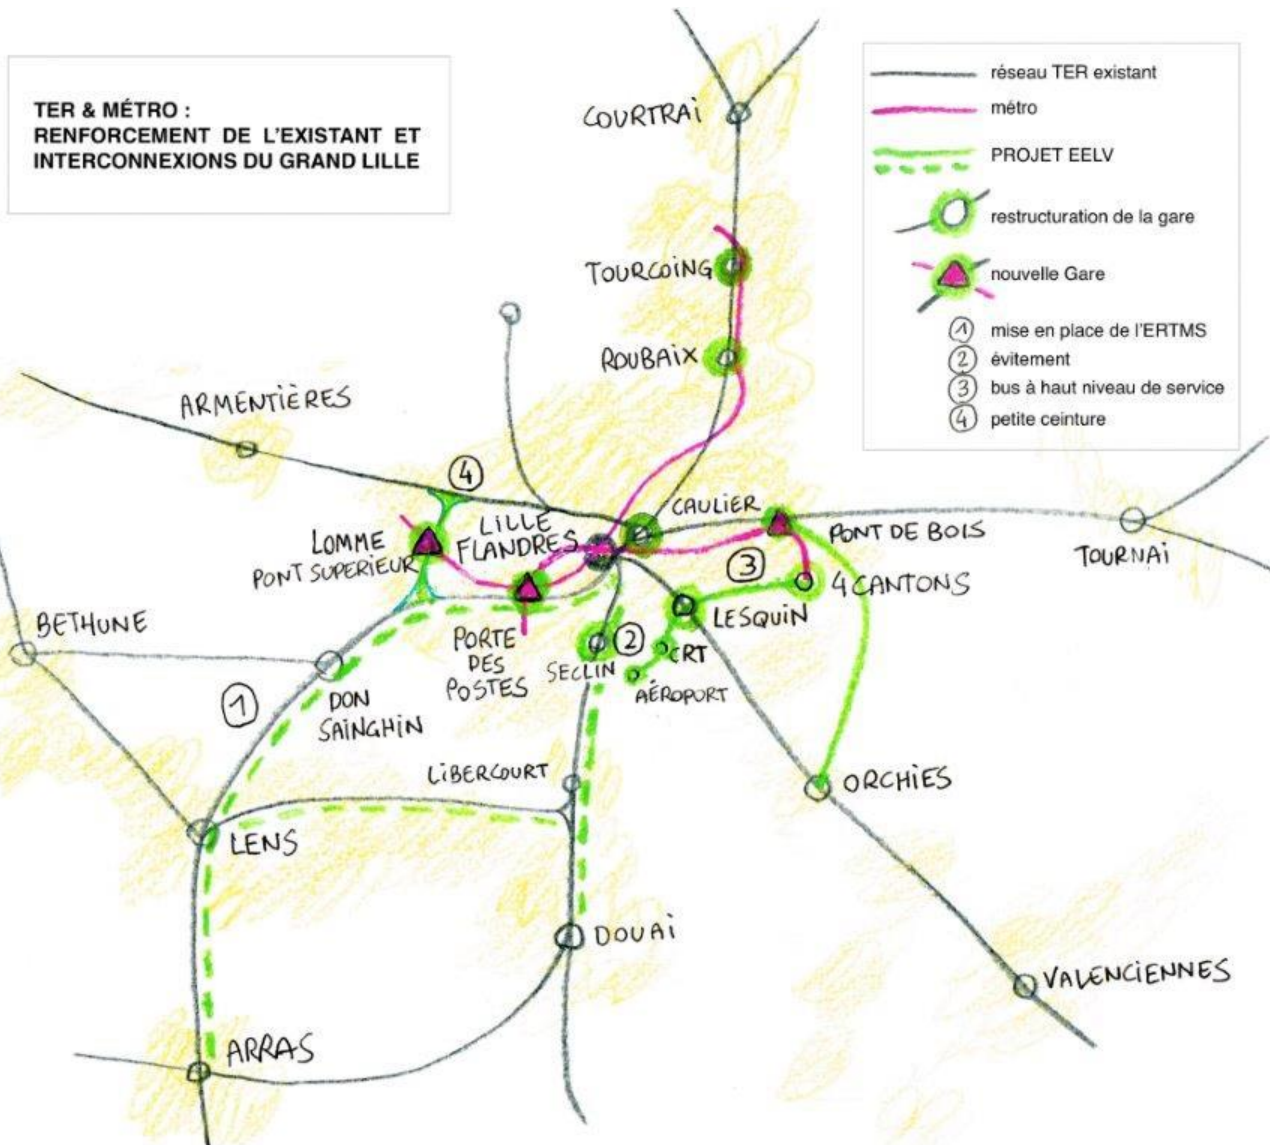 TER & MÉTRO :
RENFORCEMENT DE L'EXISTANT ET
INTERCONNEXIONS DU GRAND LILLE
réseau TER existant
métro
PROJET EELV
restructuration de la gare
nouvelle Gare
1 mise en place de l'ERTMS
2 évitement
3 bus à haut niveau de service
4 petite ceinture
COURTRAi
TOURCOiNG
ROUBAiX
ARMENTiÈRES
4
CAULIER
LILLE
FLANDRES
LOMME
PONT SUPERiEUR
PONT DE BOiS
TOURNAi
3
4 CANTONS
LESQUiN
BETHUNE
PORTE
DES
POSTES
2
SECLiN
CRT
AÉROPORT
1
DON
SAiNGHiN
LiBERCOURT
ORCHiES
LENS
DOUAi
VALENCiENNES
ARRAS